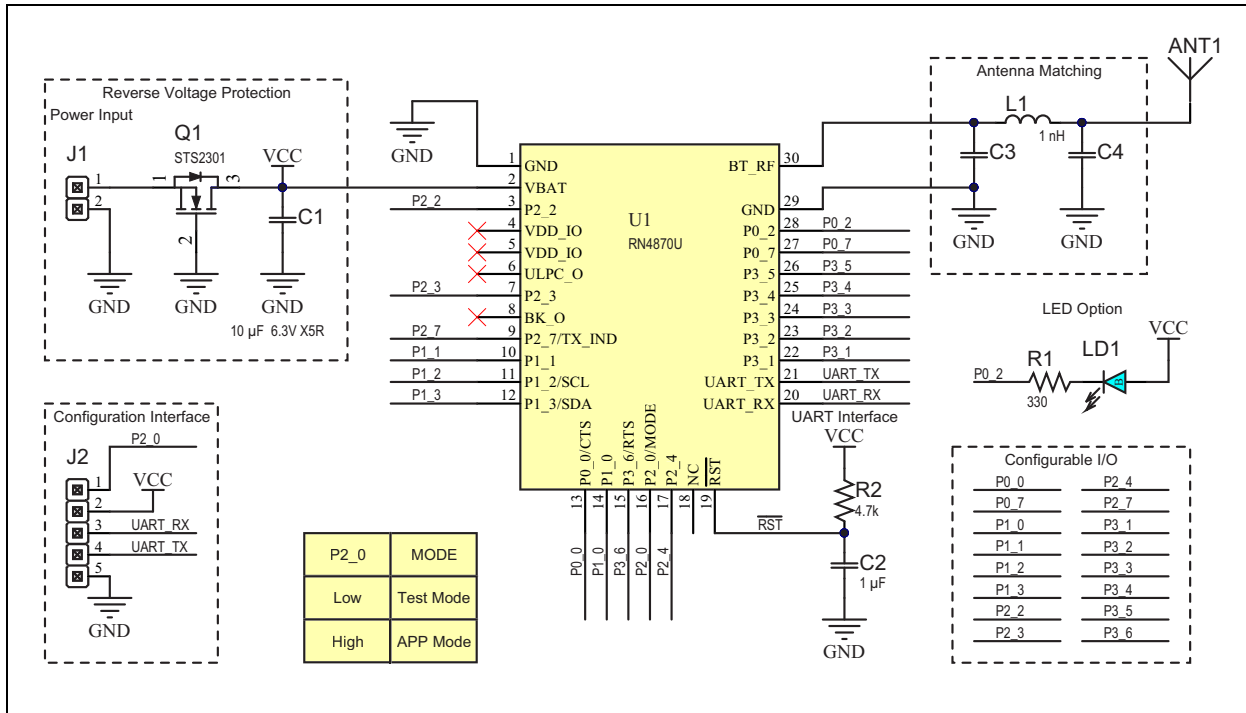 Reverse Voltage Protection
Power Input
J1
1
2
Q1
STS2301
1
3
2
VCC
C1
GND
GND
GND
10 µF 6.3V X5R
GND
U1
RN4870U
1 GND
2 VBAT
P2_2 3 P2_2
4 VDD_IO
5 VDD_IO
6 ULPC_O
P2_3 7 P2_3
8 BK_O
P2_7 9 P2_7/TX_IND
P1_1 10 P1_1
P1_2 11 P1_2/SCL
P1_3 12 P1_3/SDA
BT_RF 30
GND 29
P0_2 28 P0_2
P0_7 27 P0_7
P3_5 26 P3_5
P3_4 25 P3_4
P3_3 24 P3_3
P3_2 23 P3_2
P3_1 22 P3_1
UART_TX 21 UART_TX
UART_RX 20 UART_RX
UART Interface
P0_0/CTS 13 P0_0
P1_0 14 P1_0
P3_6/RTS 15 P3_6
P2_0/MODE 16 P2_0
P2_4 17 P2_4
NC 18
RST 19
RST
VCC
R2
4.7k
C2
1 µF
GND
Antenna Matching
ANT1
L1
1 nH
C3
C4
GND
GND
LED Option
VCC
P0_2
R1
330
LD1
B
Configuration Interface
P2_0
J2
1
VCC
2
3 UART_RX
4 UART_TX
5
GND
P2_0 MODE
Low Test Mode
High APP Mode
Configurable I/O
P0_0 P2_4
P0_7 P2_7
P1_0 P3_1
P1_1 P3_2
P1_2 P3_3
P1_3 P3_4
P2_2 P3_5
P2_3 P3_6